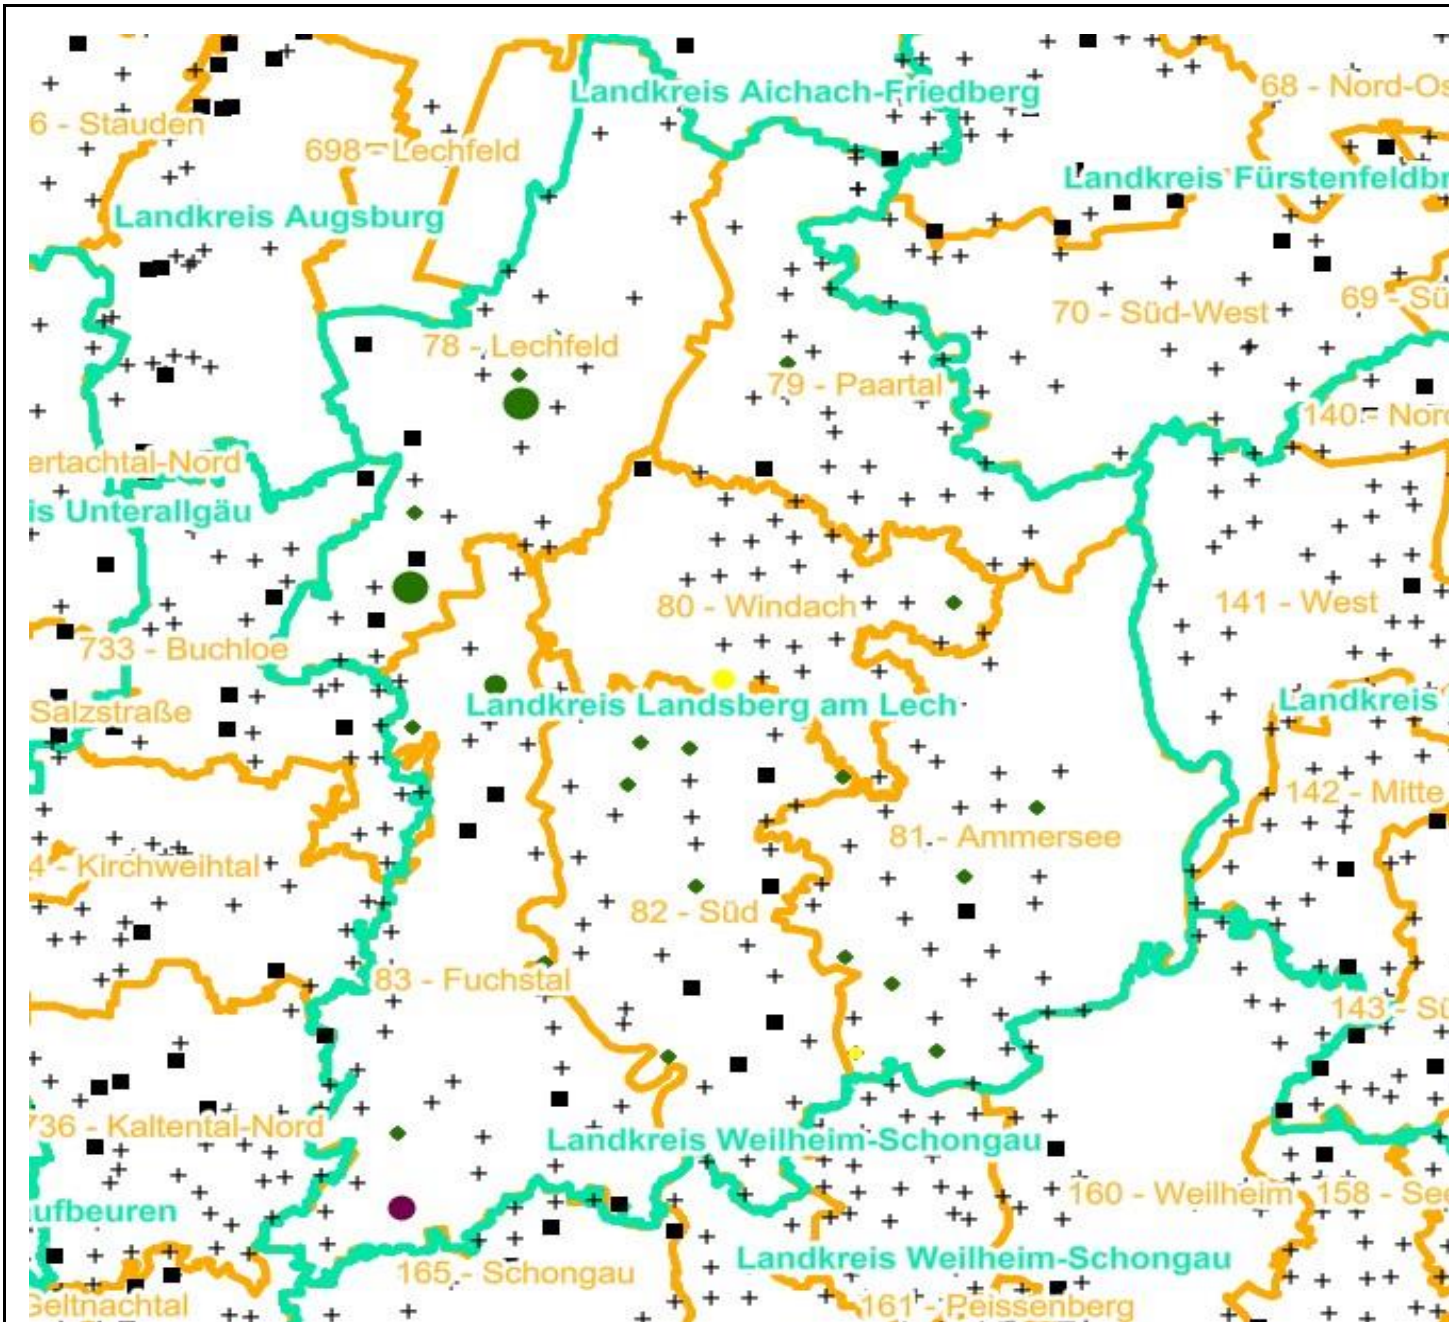 Landkreis Aichach-Friedberg
68 - Nord-Os
6 - Stauden
698 - Lechfeld
Landkreis Fürstenfeldbr
Landkreis Augsburg
69 - Sü
70 - Süd-West
78 - Lechfeld
79 - Paartal
140 - Nord
ertachtal-Nord
is Unterallgäu
80 - Windach
141 - West
733 - Buchloe
Landkreis
Landkreis Landsberg am Lech
Salzstraße
142 - Mitte
81 - Ammersee
4 - Kirchweihtal
82 - Süd
83 - Fuchstal
143 - Sü
736 - Kaltental-Nord
Landkreis Weilheim-Schongau
160 - Weilheim
158 - See
ufbeuren
Landkreis Weilheim-Schongau
165 - Schongau
Geltnachtal
161 - Peissenberg